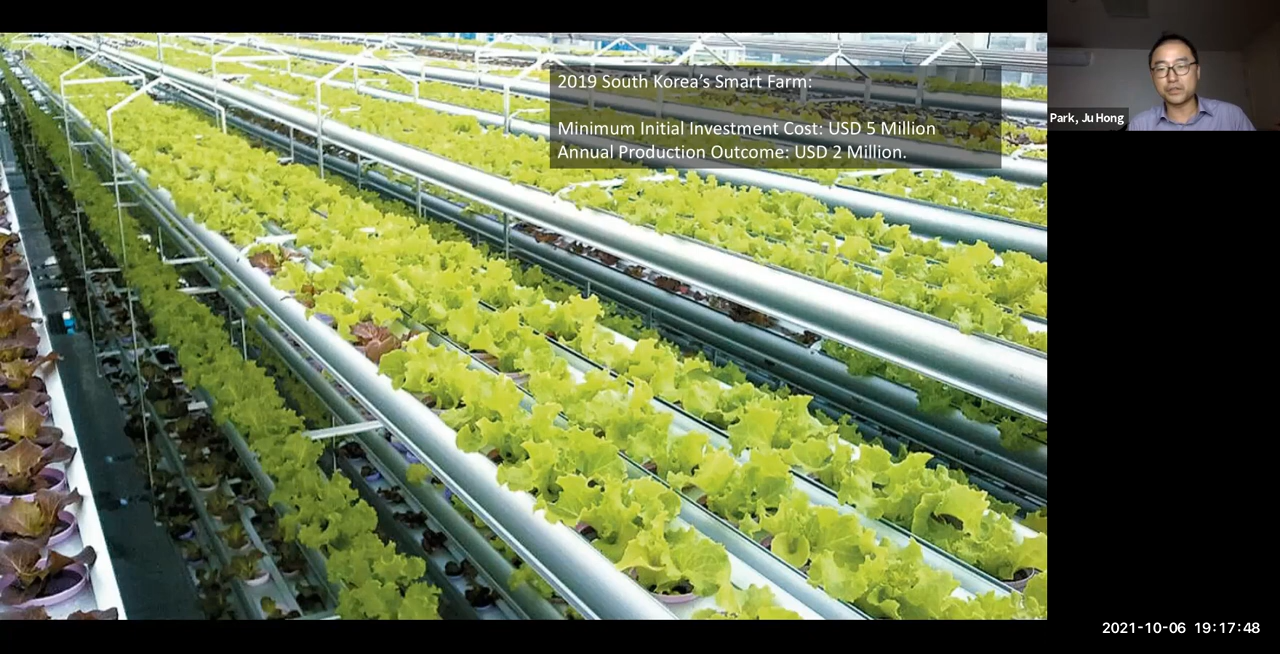 2019 South Korea's Smart Farm:
Minimum Initial Investment Cost: USD 5 Million
Annual Production Outcome: USD 2 Million.
Park, Ju Hong
2021-10-06 19:17:48